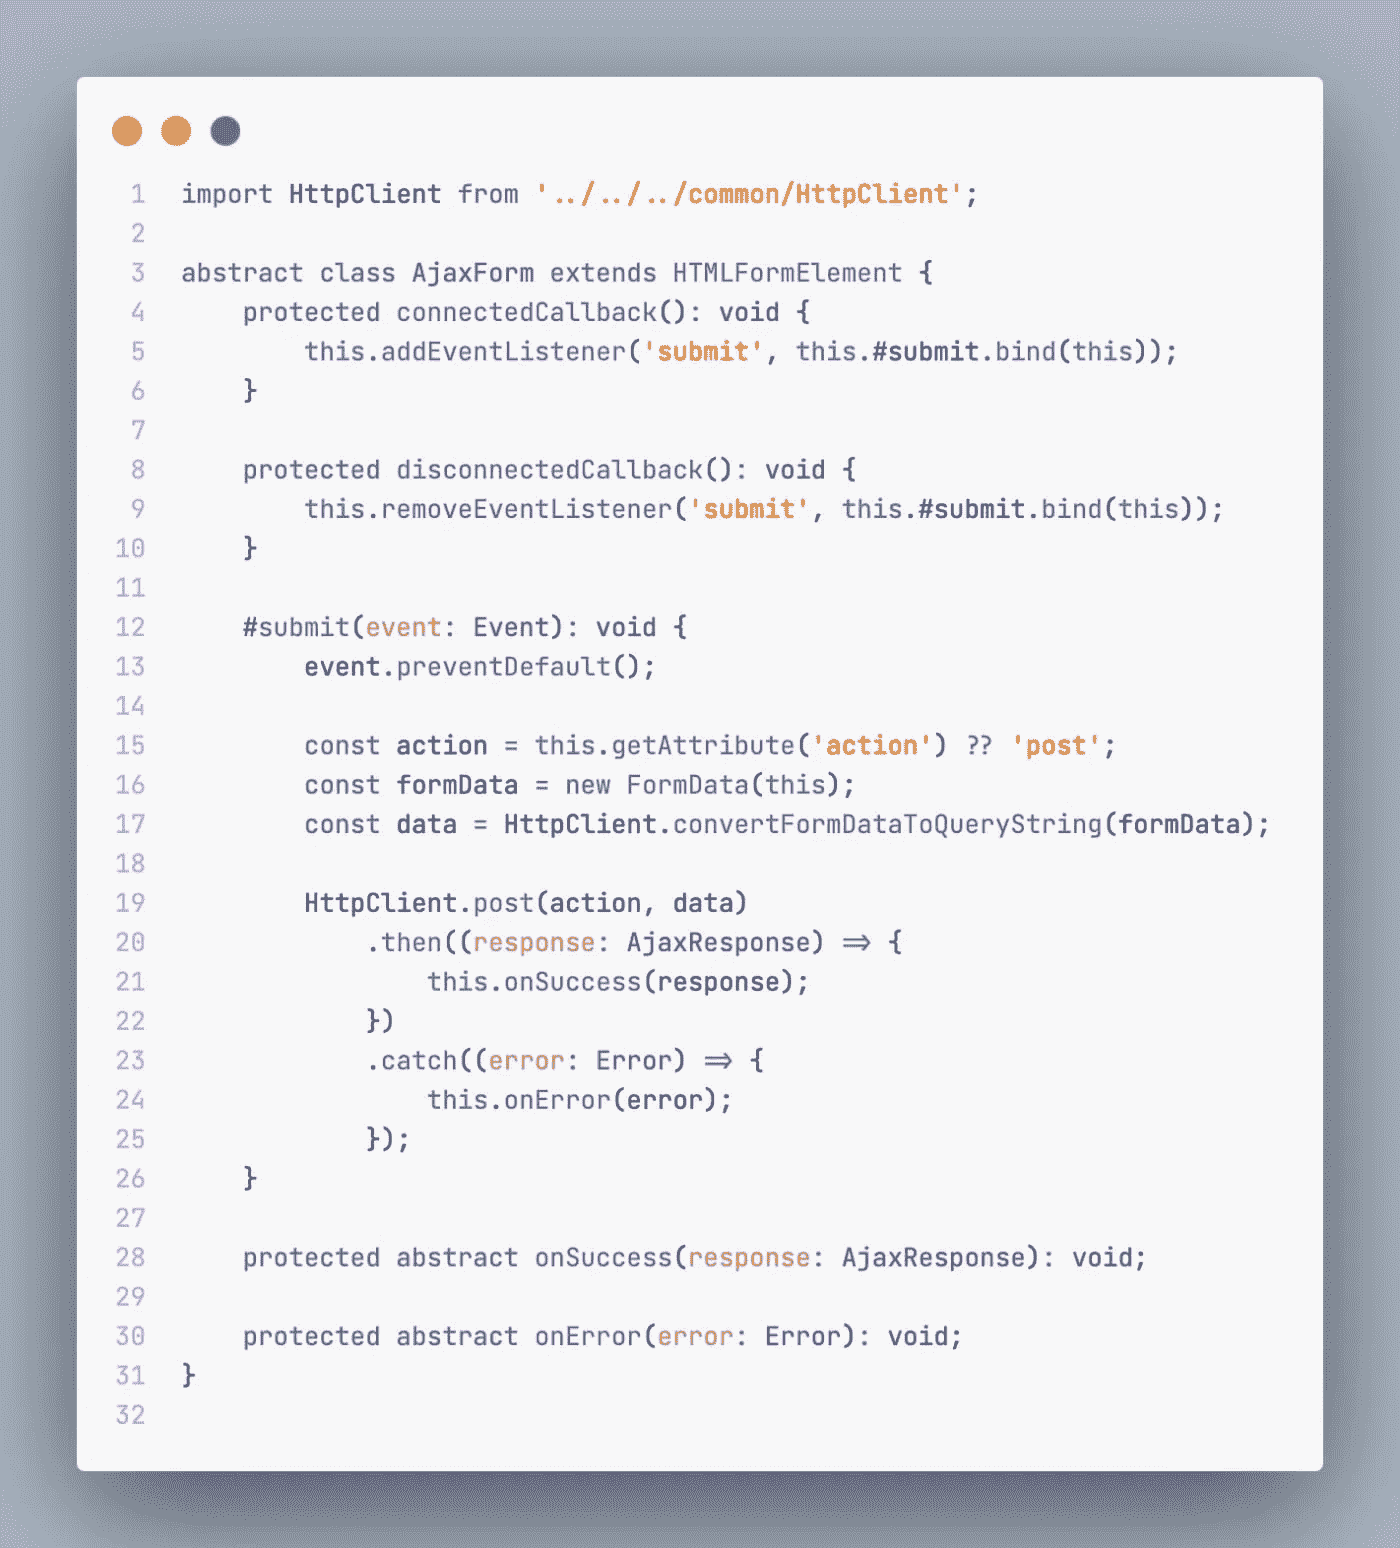 1 import HttpClient from '../../../common/HttpClient';
2
3 abstract class AjaxForm extends HTMLFormElement {
4     protected connectedCallback(): void {
5         this.addEventListener('submit', this.#submit.bind(this));
6     }
7
8     protected disconnectedCallback(): void {
9         this.removeEventListener('submit', this.#submit.bind(this));
10     }
11
12     #submit(event: Event): void {
13         event.preventDefault();
14
15         const action = this.getAttribute('action') ?? 'post';
16         const formData = new FormData(this);
17         const data = HttpClient.convertFormDataToQueryString(formData);
18
19         HttpClient.post(action, data)
20             .then((response: AjaxResponse) => {
21                 this.onSuccess(response);
22             })
23             .catch((error: Error) => {
24                 this.onError(error);
25             });
26     }
27
28     protected abstract onSuccess(response: AjaxResponse): void;
29
30     protected abstract onError(error: Error): void;
31 }
32